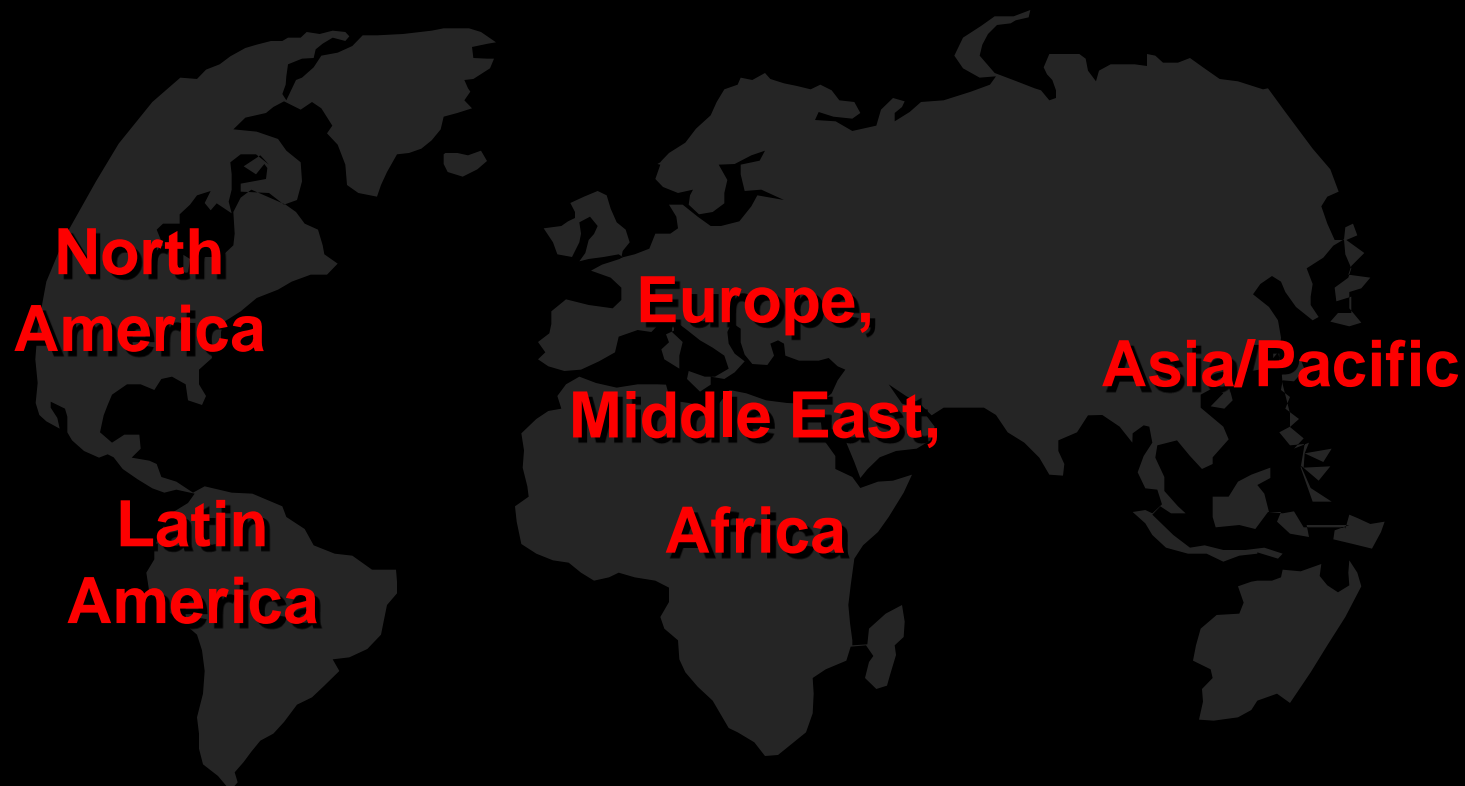 North
America
Europe,
Middle East,
Africa
Asia/Pacific
Latin
America